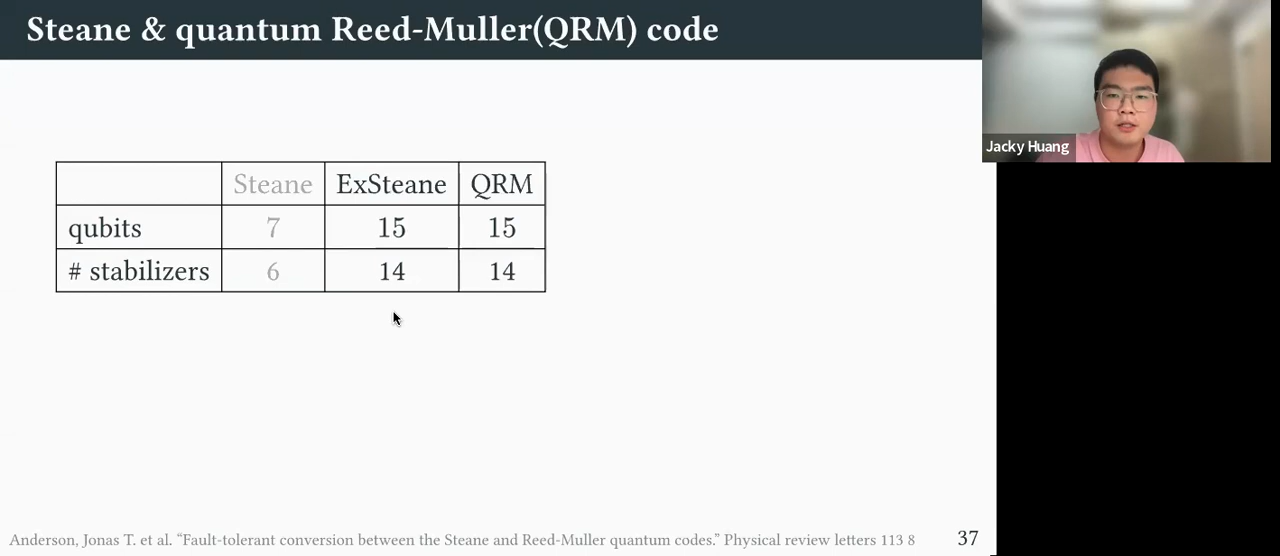 Steane & quantum Reed-Muller(QRM) code
Jacky Huang
Steane ExSteane QRM
qubits 7 15 15
# stabilizers 6 14 14
Anderson, Jonas T. et al. “Fault-tolerant conversion between the Steane and Reed-Muller quantum codes.” Physical review letters 113 8
37